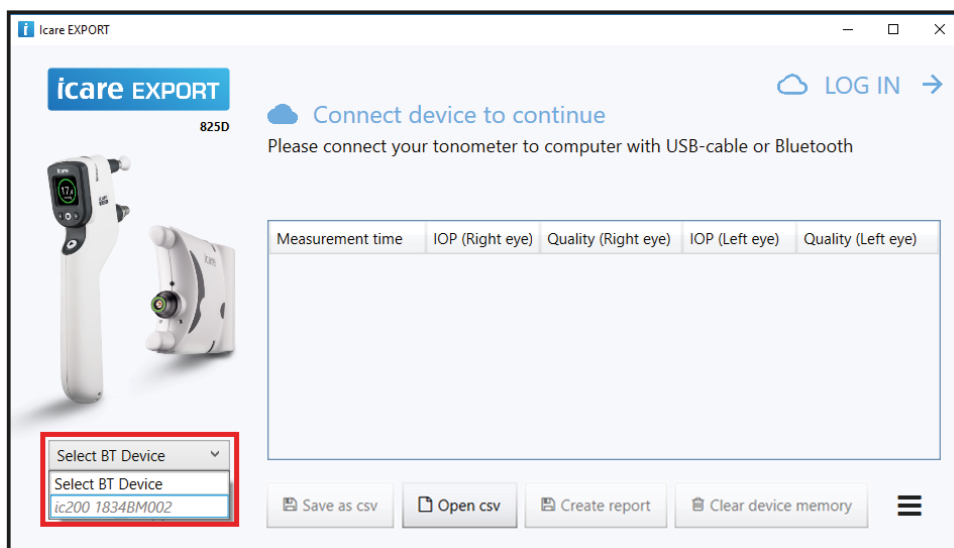 Icare EXPORT
icare EXPORT
825D
LOG IN
Connect device to continue
Please connect your tonometer to computer with USB-cable or Bluetooth
Measurement time IOP (Right eye) Quality (Right eye) IOP (Left eye) Quality (Left eye)
icare
Select BT Device
Select BT Device
ic200 1834BM002
Save as csv Open csv Create report Clear device memory